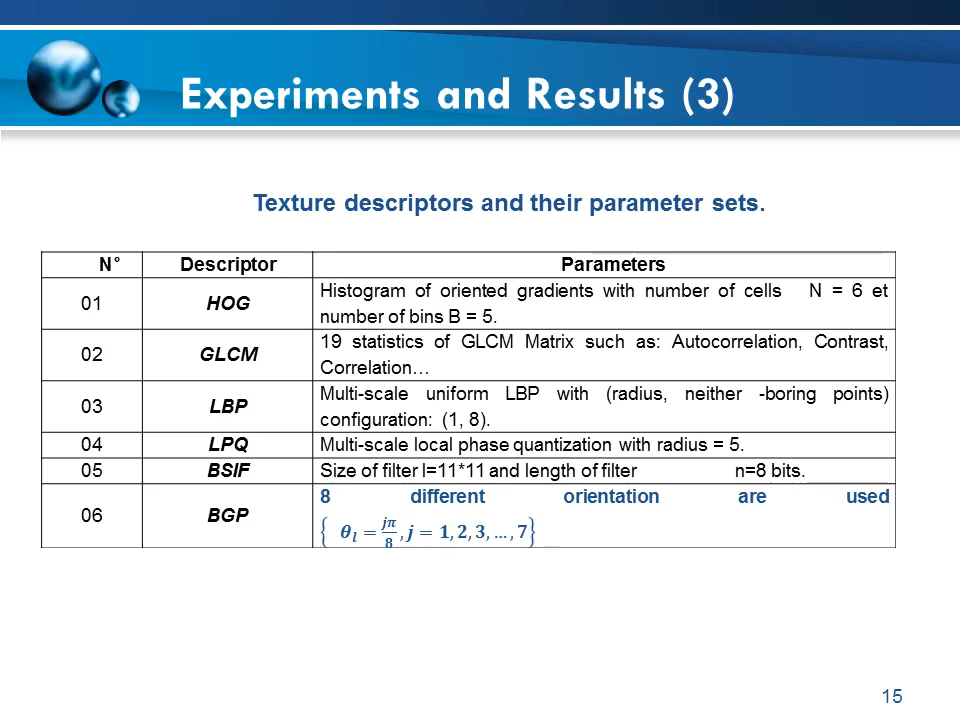 Experiments and Results (3)
Texture descriptors and their parameter sets.
N° Descriptor Parameters
01 HOG Histogram of oriented gradients with number of cells N = 6 et
number of bins B = 5.
02 GLCM 19 statistics of GLCM Matrix such as: Autocorrelation, Contrast,
Correlation…
03 LBP Multi-scale uniform LBP with (radius, neither -boring points)
configuration: (1, 8).
04 LPQ Multi-scale local phase quantization with radius = 5.
05 BSIF Size of filter l=11*11 and length of filter n=8 bits.
06 BGP 8 different orientation are used
{ θ_l = jπ/8, j = 1, 2, 3, … , 7}
15